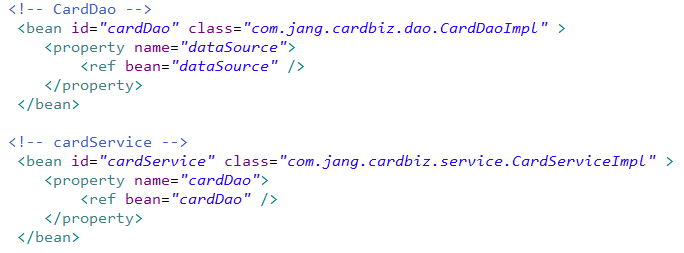 <!-- CardDao -->
<bean id="cardDao" class="com.jang.cardbiz.dao.CardDaoImpl" >
<property name="dataSource">
<ref bean="dataSource" />
</property>
</bean>
<!-- cardService -->
<bean id="cardService" class="com.jang.cardbiz.service.CardServiceImpl" >
<property name="cardDao">
<ref bean="cardDao" />
</property>
</bean>